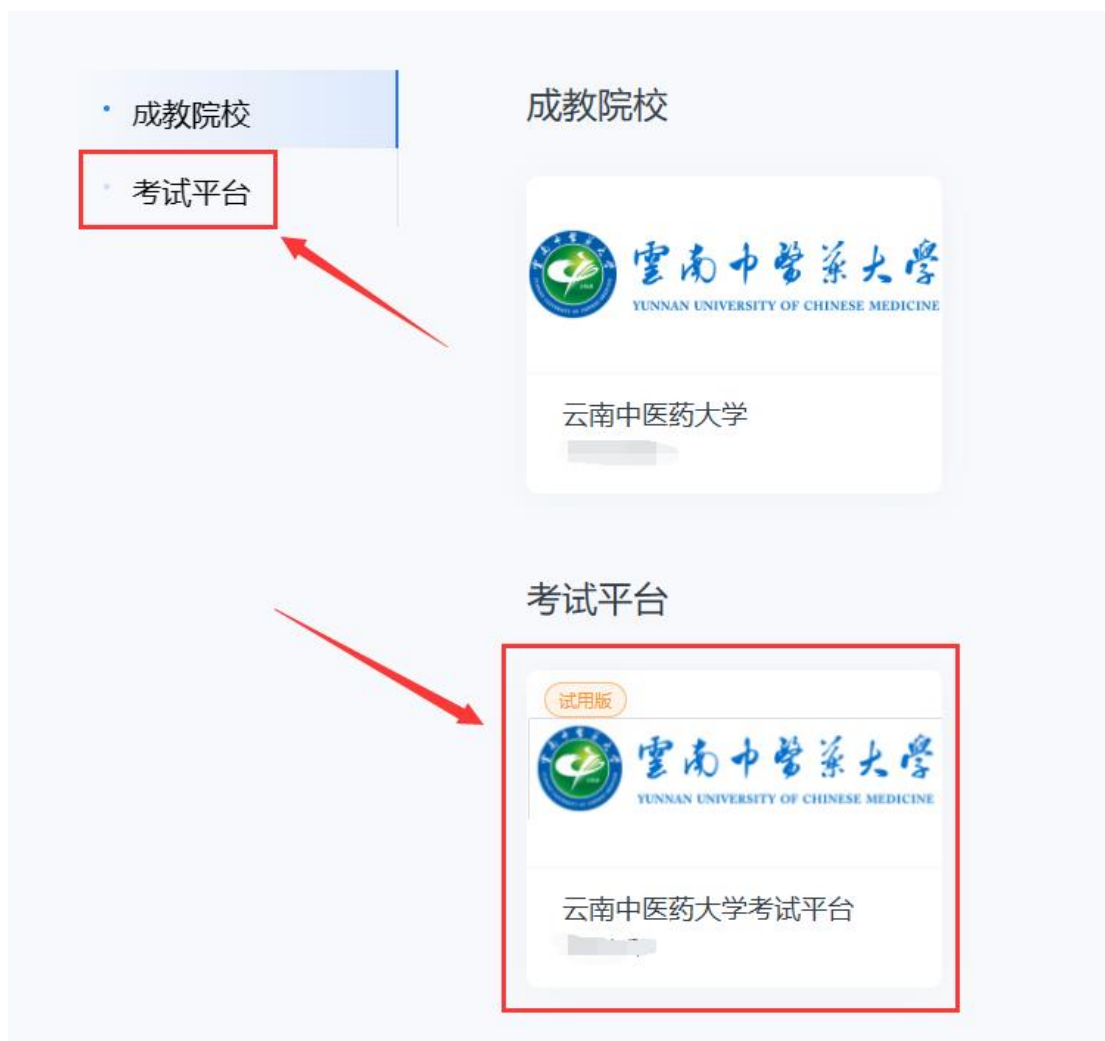 成教院校
考试平台
成教院校
雲南中醫藥大學
YUNNAN UNIVERSITY OF CHINESE MEDICINE
云南中医药大学
考试平台
试用版
雲南中醫藥大學
YUNNAN UNIVERSITY OF CHINESE MEDICINE
云南中医药大学考试平台